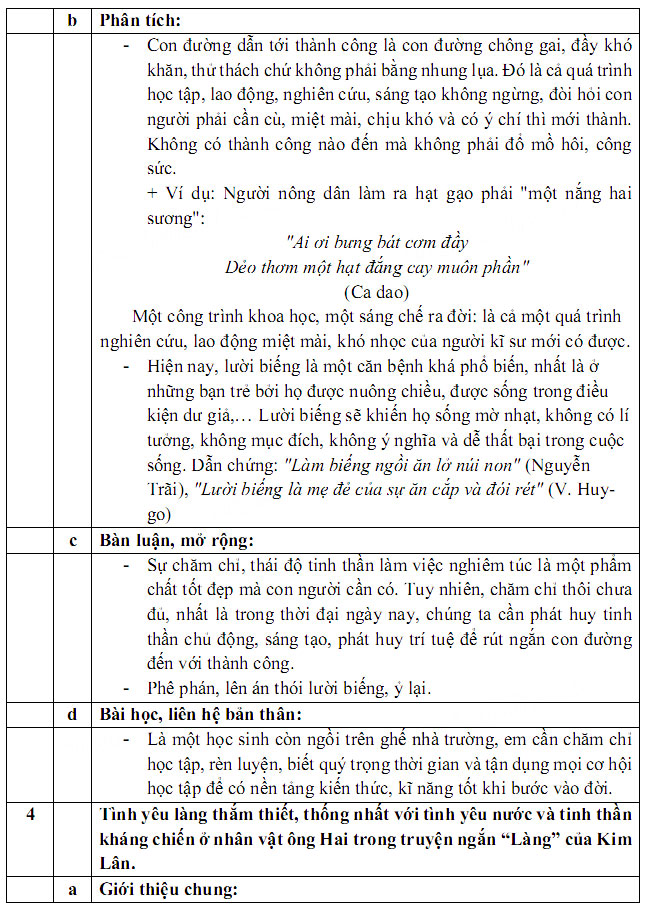 b Phân tích:
- Con đường dẫn tới thành công là con đường chông gai, đầy khó
khăn, thử thách chứ không phải bằng nhung lụa. Đó là cả quá trình
học tập, lao động, nghiên cứu, sáng tạo không ngừng, đòi hỏi con
người phải cần cù, miệt mài, chịu khó và có ý chí thì mới thành.
Không có thành công nào đến mà không phải đổ mồ hôi, công
sức.
+ Ví dụ: Người nông dân làm ra hạt gạo phải "một nắng hai
sương":
"Ai ơi bưng bát cơm đầy
Dẻo thơm một hạt đắng cay muôn phần"
(Ca dao)
Một công trình khoa học, một sáng chế ra đời: là cả một quá trình
nghiên cứu, lao động miệt mài, khó nhọc của người kĩ sư mới có được.
- Hiện nay, lười biếng là một căn bệnh khá phổ biến, nhất là ở
những bạn trẻ bởi họ được nuông chiều, được sống trong điều
kiện dư giả,… Lười biếng sẽ khiến họ sống mờ nhạt, không có lí
tưởng, không mục đích, không ý nghĩa và dễ thất bại trong cuộc
sống. Dẫn chứng: "Làm biếng ngồi ăn lở núi non" (Nguyễn
Trãi), "Lười biếng là mẹ đẻ của sự ăn cắp và đói rét" (V. Huy-
go)
c Bàn luận, mở rộng:
- Sự chăm chỉ, thái độ tinh thần làm việc nghiêm túc là một phẩm
chất tốt đẹp mà con người cần có. Tuy nhiên, chăm chỉ thôi chưa
đủ, nhất là trong thời đại ngày nay, chúng ta cần phát huy tinh
thần chủ động, sáng tạo, phát huy trí tuệ để rút ngắn con đường
đến với thành công.
- Phê phán, lên án thói lười biếng, ỷ lại.
d Bài học, liên hệ bản thân:
- Là một học sinh còn ngồi trên ghế nhà trường, em cần chăm chỉ
học tập, rèn luyện, biết quý trọng thời gian và tận dụng mọi cơ hội
học tập để có nền tảng kiến thức, kĩ năng tốt khi bước vào đời.
4 Tình yêu làng thắm thiết, thống nhất với tình yêu nước và tinh thần
kháng chiến ở nhân vật ông Hai trong truyện ngắn “Làng” của Kim
Lân.
a Giới thiệu chung: